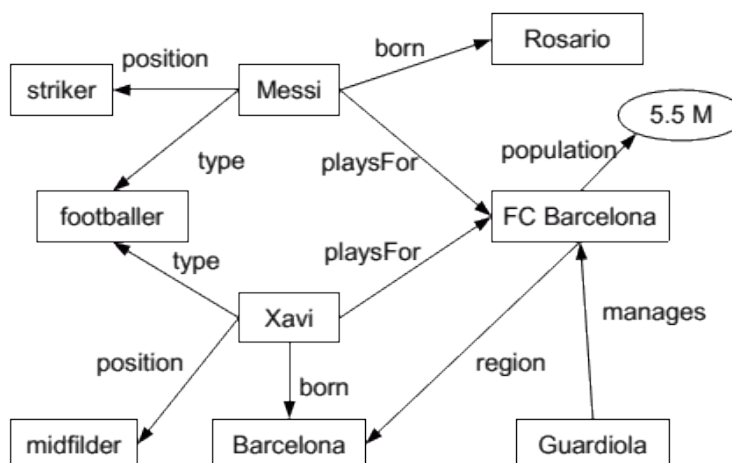 born
Rosario
position
striker
Messi
5.5 M
type
playsFor
population
footballer
FC Barcelona
type
playsFor
Xavi
manages
position
region
born
midfilder
Barcelona
Guardiola